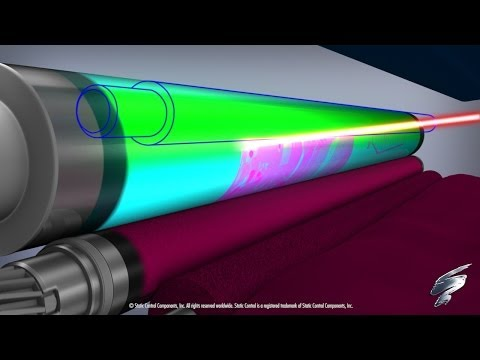 © Static Control Components, Inc. All rights reserved worldwide. Static Control is a registered trademark of Static Control Components, Inc.